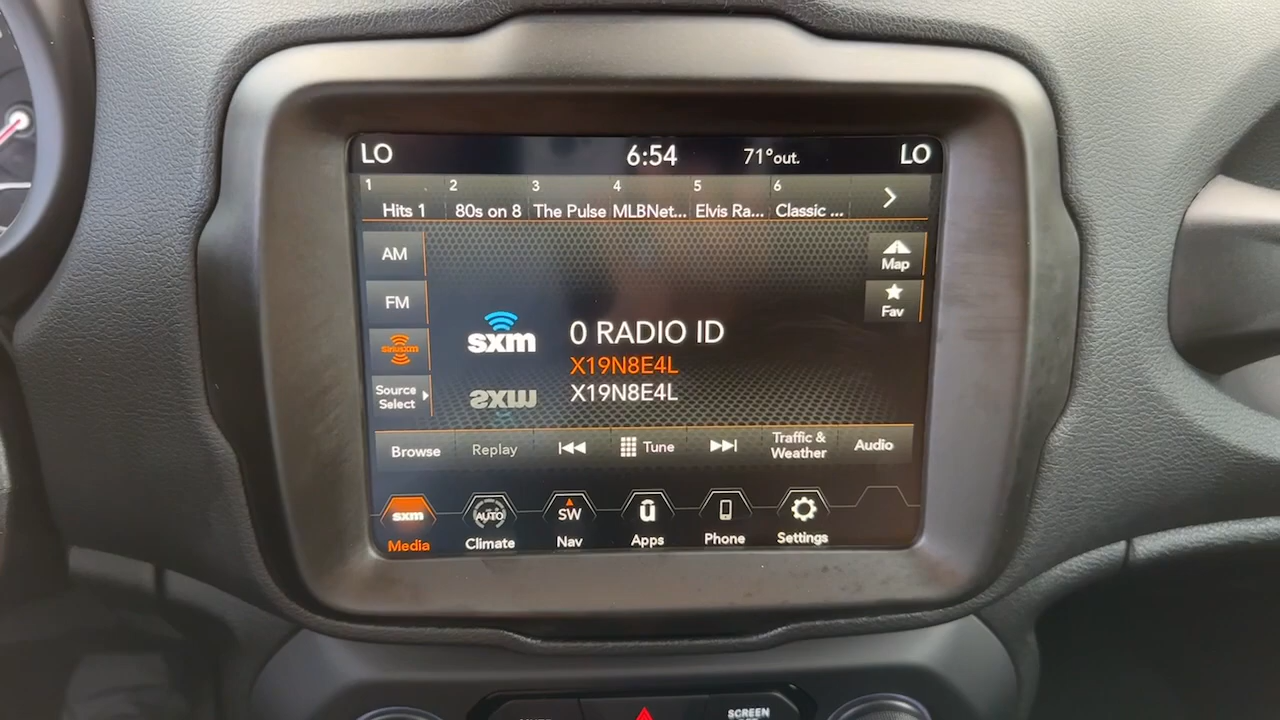 LO 6:54 71°out. LO
1 2 3 4 5 6
Hits 1 80s on 8 The Pulse MLBNet... Elvis Ra... Classic ...
AM
Map
FM
Fav
siriusxm
sxm
0 RADIO ID
X19N8E4L
X19N8E4L
Source
Select
Browse Replay Tune Traffic &
Weather Audio
sxm AUTO SW û
Media Climate Nav Apps Phone Settings
SCREEN